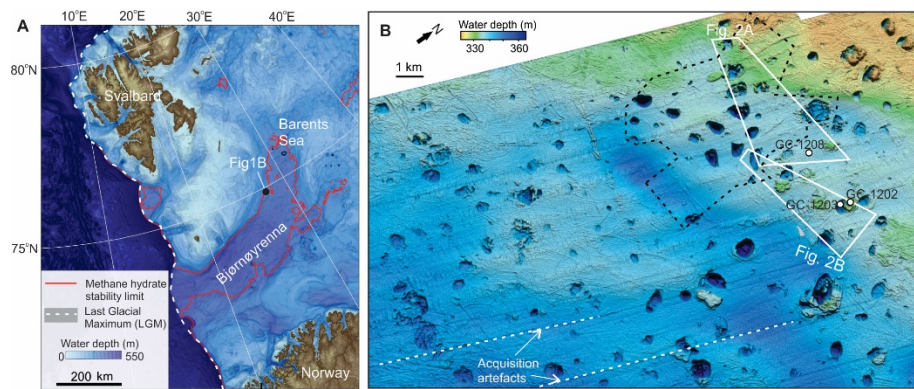 A
10°E
20°E
30°E
40°E
50°E
80°N
Svalbard
Barents
Sea
Fig1B
75°N
Bjørnøyrenna
Methane hydrate
stability limit
Last Glacial
Maximum (LGM)
Water depth (m)
0 550
200 km
Norway
B
N
Water depth (m)
330 360
1 km
Fig. 2A
GC-1208
GC-1202
GC-1203
Fig. 2B
Acquisition
artefacts